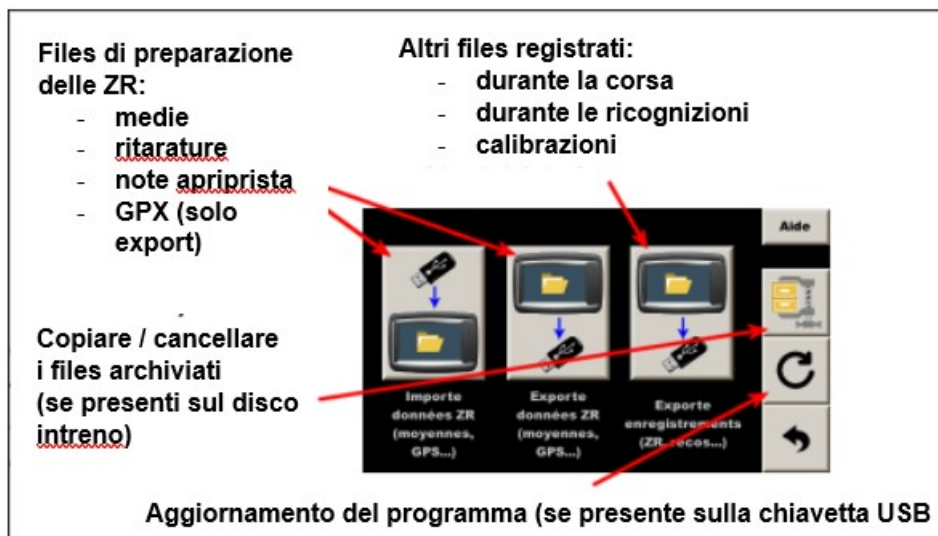 Files di preparazione
delle ZR:
- medie
- ritarature
- note apriprista
- GPX (solo
export)
Altri files registrati:
- durante la corsa
- durante le ricognizioni
- calibrazioni
Copiare / cancellare
i files archiviati
(se presenti sul disco
intreno)
Aide
Importe
données ZR
(moyennes,
GPS...)
Exporte
données ZR
(moyennes,
GPS...)
Exporte
enregistrements
(ZR, recos...)
Aggiornamento del programma (se presente sulla chiavetta USB